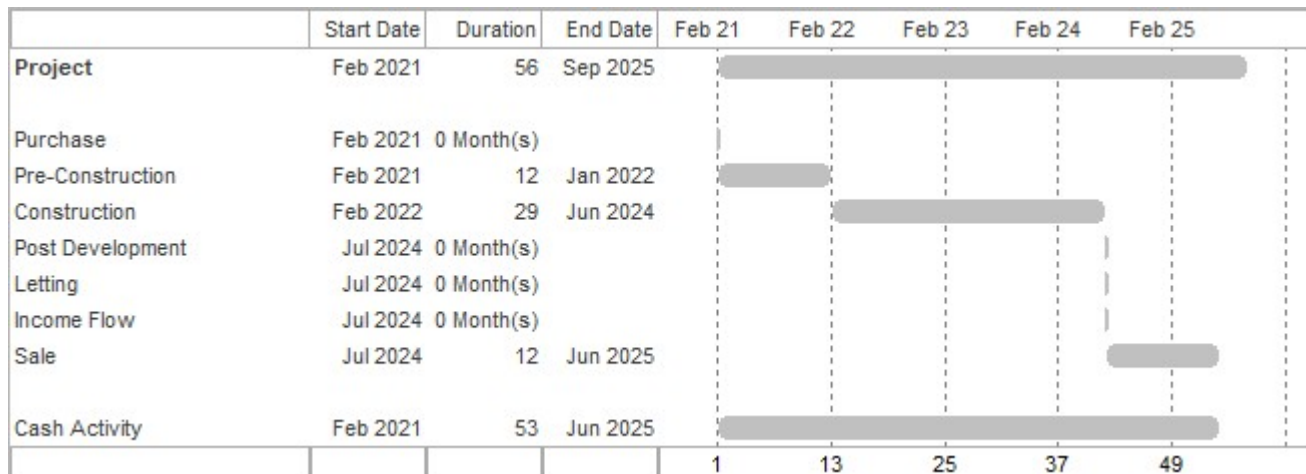 Start Date Duration End Date Feb 21 Feb 22 Feb 23 Feb 24 Feb 25
Project Feb 2021 56 Sep 2025
Purchase Feb 2021 0 Month(s)
Pre-Construction Feb 2021 12 Jan 2022
Construction Feb 2022 29 Jun 2024
Post Development Jul 2024 0 Month(s)
Letting Jul 2024 0 Month(s)
Income Flow Jul 2024 0 Month(s)
Sale Jul 2024 12 Jun 2025
Cash Activity Feb 2021 53 Jun 2025
1 13 25 37 49